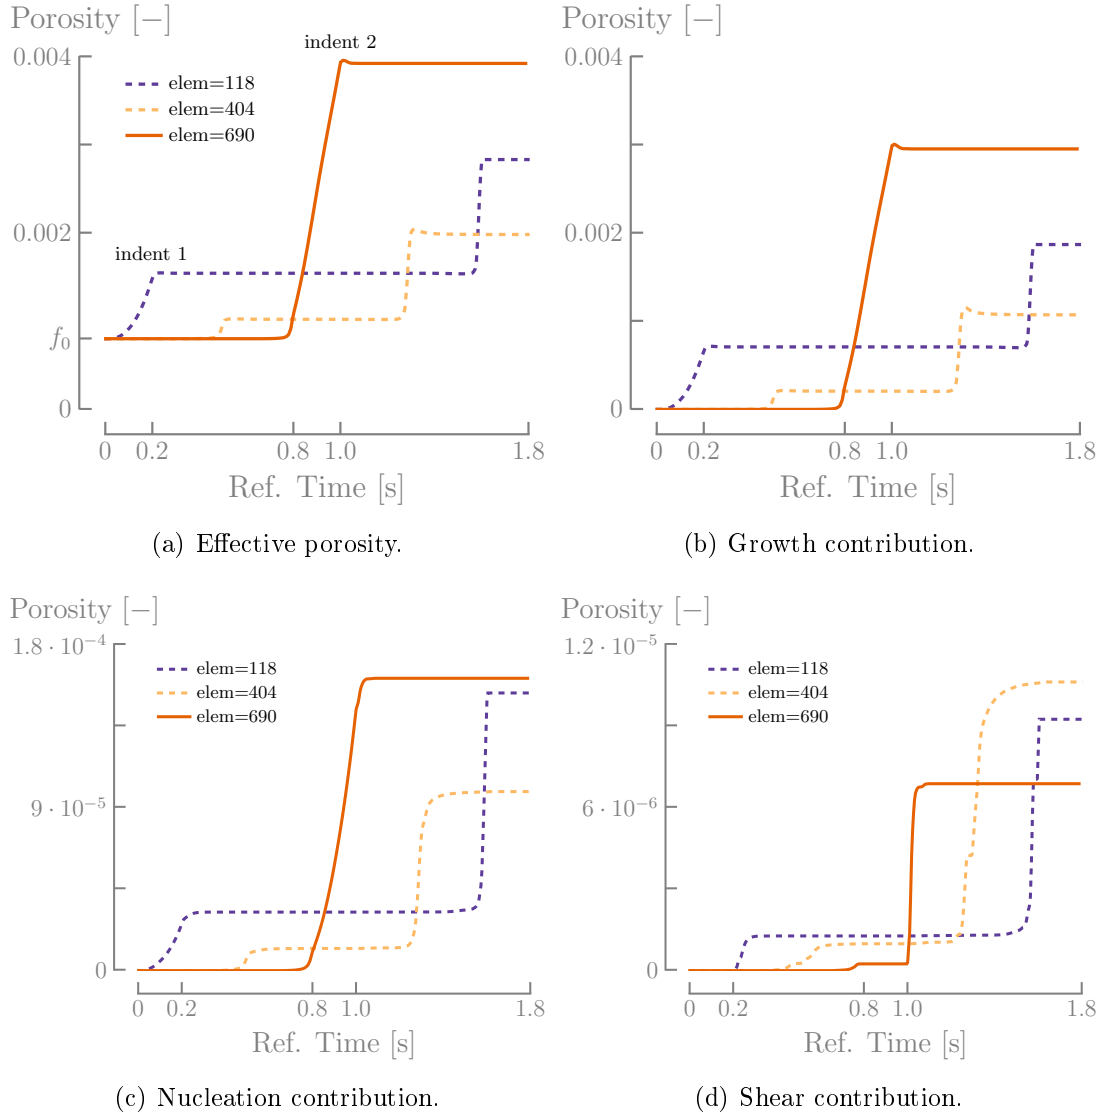 Porosity [−]
indent 2
0.004
elem=118
elem=404
elem=690
0.002
indent 1
f₀
0
0 0.2 0.8 1.0 1.8
Ref. Time [s]
(a) Effective porosity.
Porosity [−]
0.004
0.002
0
0 0.2 0.8 1.0 1.8
Ref. Time [s]
(b) Growth contribution.
Porosity [−]
1.8 · 10⁻⁴
elem=118
elem=404
elem=690
9 · 10⁻⁵
0
0 0.2 0.8 1.0 1.8
Ref. Time [s]
(c) Nucleation contribution.
Porosity [−]
1.2 · 10⁻⁵
elem=118
elem=404
elem=690
6 · 10⁻⁶
0
0 0.2 0.8 1.0 1.8
Ref. Time [s]
(d) Shear contribution.